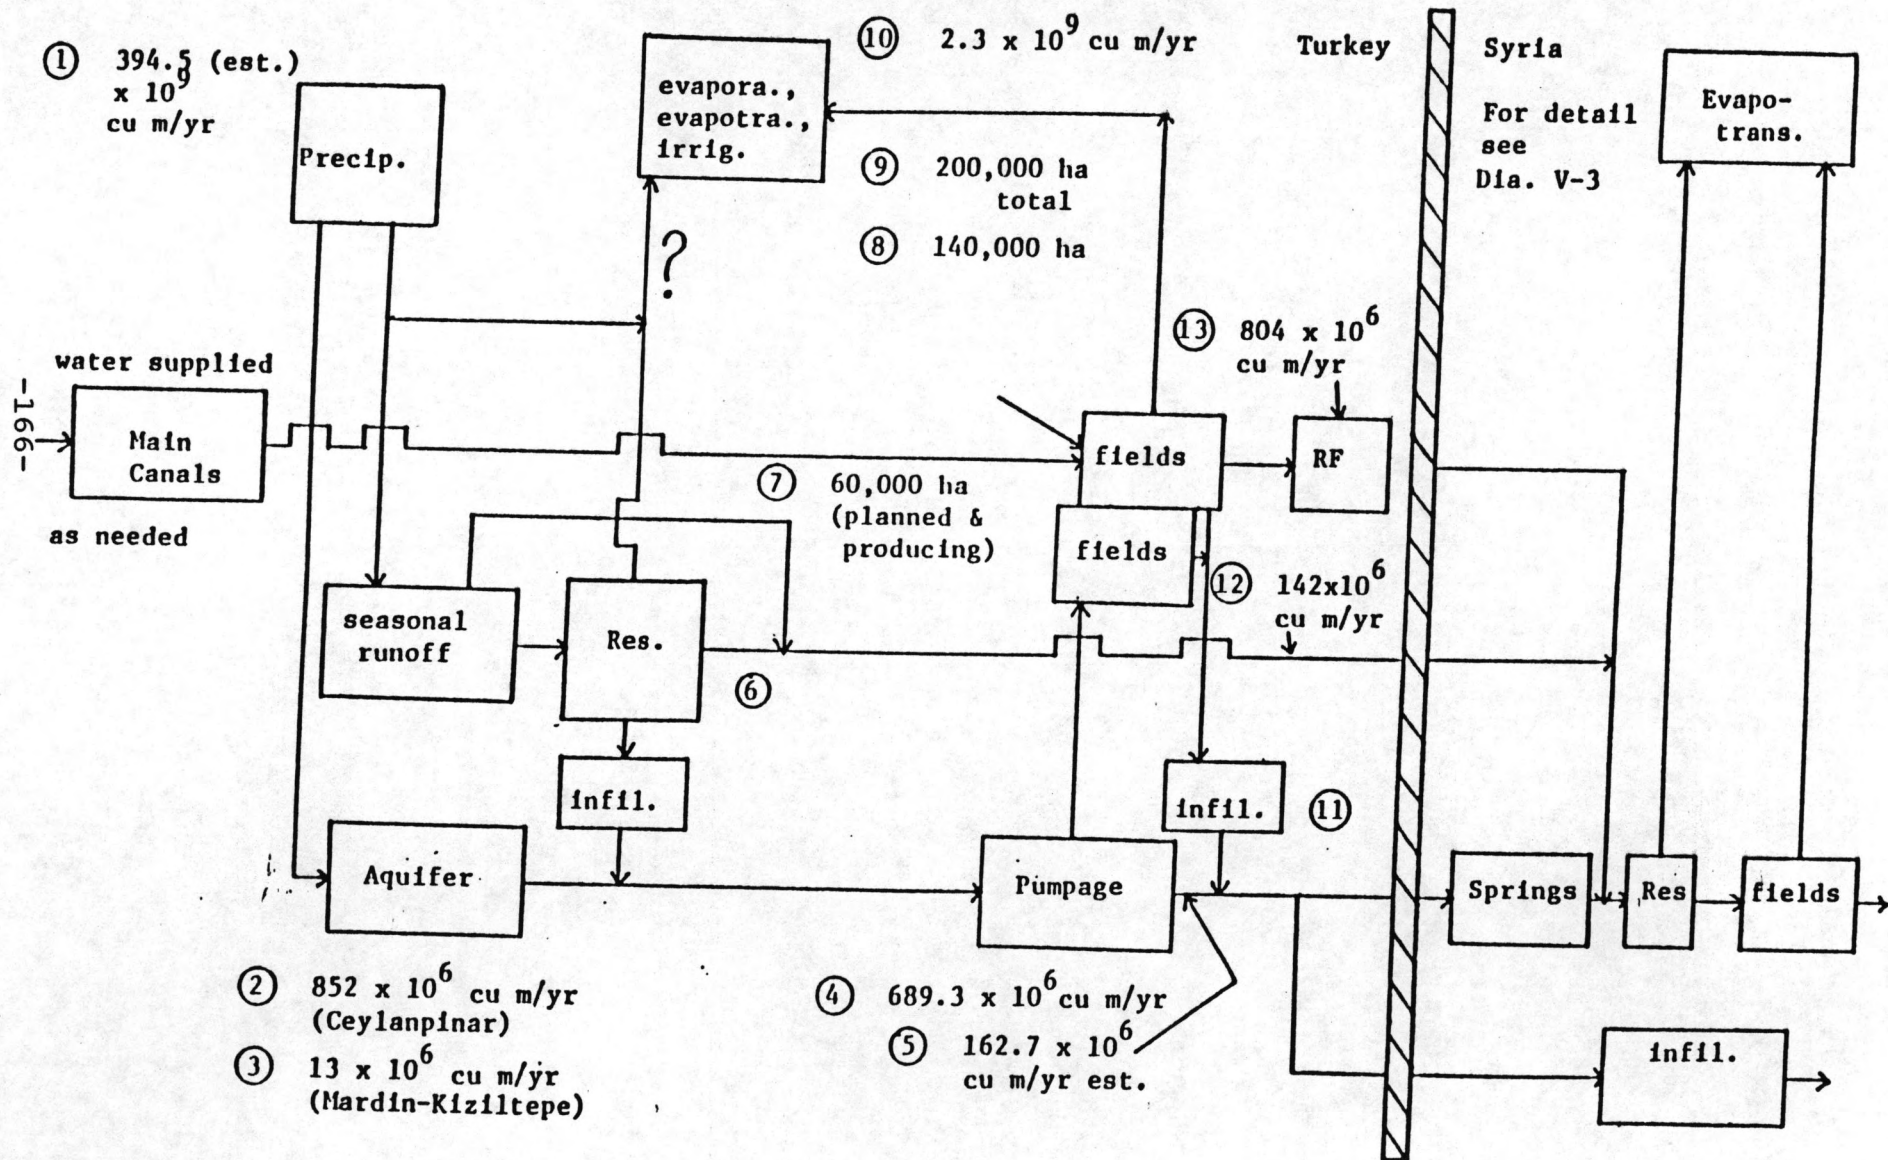 ① 394.5 (est.)
x 10⁹
cu m/yr
Precip.
evapora.,
evapotra.,
irrig.
⑩ 2.3 x 10⁹ cu m/yr
⑨ 200,000 ha
total
⑧ 140,000 ha
Turkey
Syria
For detail
see
Dia. V-3
Evapo-
trans.
?
⑬ 804 x 10⁶
cu m/yr
water supplied
-166-
Main
Canals
as needed
fields
RF
⑦ 60,000 ha
(planned &
producing)
fields
⑫ 142x10⁶
cu m/yr
seasonal
runoff
Res.
⑥
infil.
infil.
⑪
Aquifer
Pumpage
Springs
Res
fields
② 852 x 10⁶ cu m/yr
(Ceylanpinar)
③ 13 x 10⁶ cu m/yr
(Mardin-Kiziltepe)
④ 689.3 x 10⁶ cu m/yr
⑤ 162.7 x 10⁶
cu m/yr est.
infil.